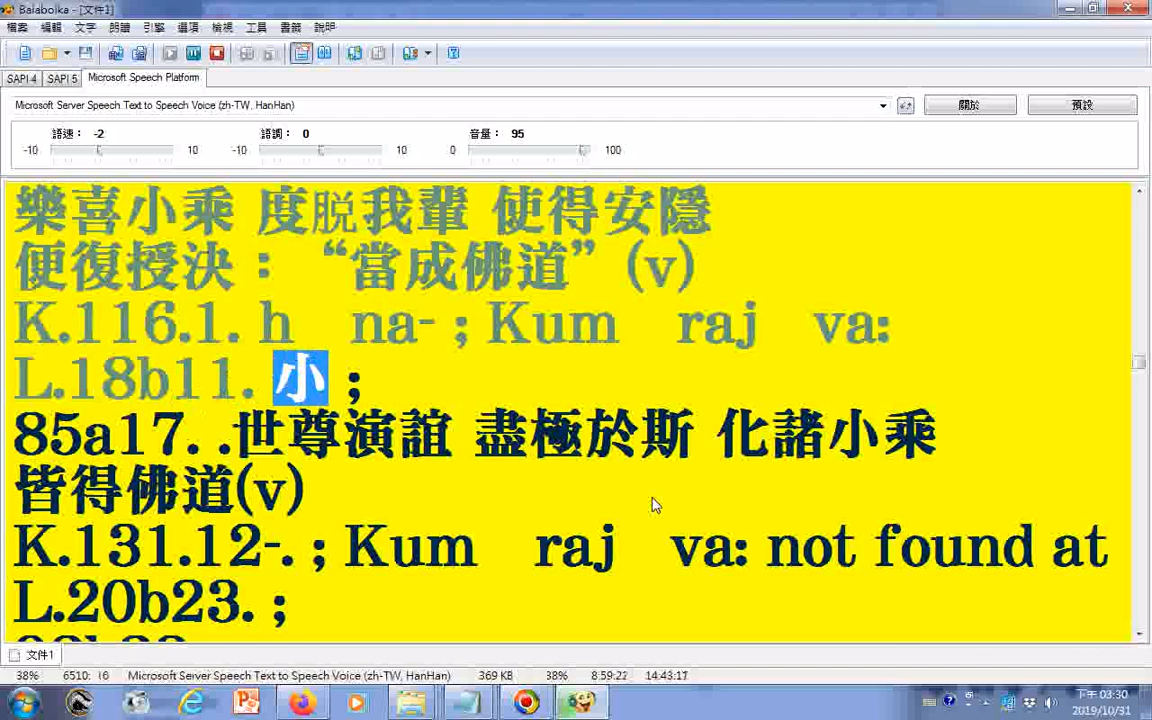 Balabolka - [文件1]
檔案 編輯 文字 朗讀 引擎 選項 檢視 工具 書籤 說明
SAPI 4 SAPI 5 Microsoft Speech Platform
Microsoft Server Speech Text to Speech Voice (zh-TW, HanHan) 關於 預設
語速： -2 語調： 0 音量： 95
-10 10 -10 10 0 100
樂喜小乘 度脱我輩 使得安隱
便復授決：“當成佛道”(v)
K.116.1. h na- ; Kum raj va:
L.18b11. 小 ;
85a17. .世尊演誼 盡極於斯 化諸小乘
皆得佛道(v)
K.131.12-. ; Kum raj va: not found at
L.20b23. ;
文件1
38% 6510: 16 Microsoft Server Speech Text to Speech Voice (zh-TW, HanHan) 369 KB 38% 8:59:22 14:43:17
下午 03:30
2019/10/31